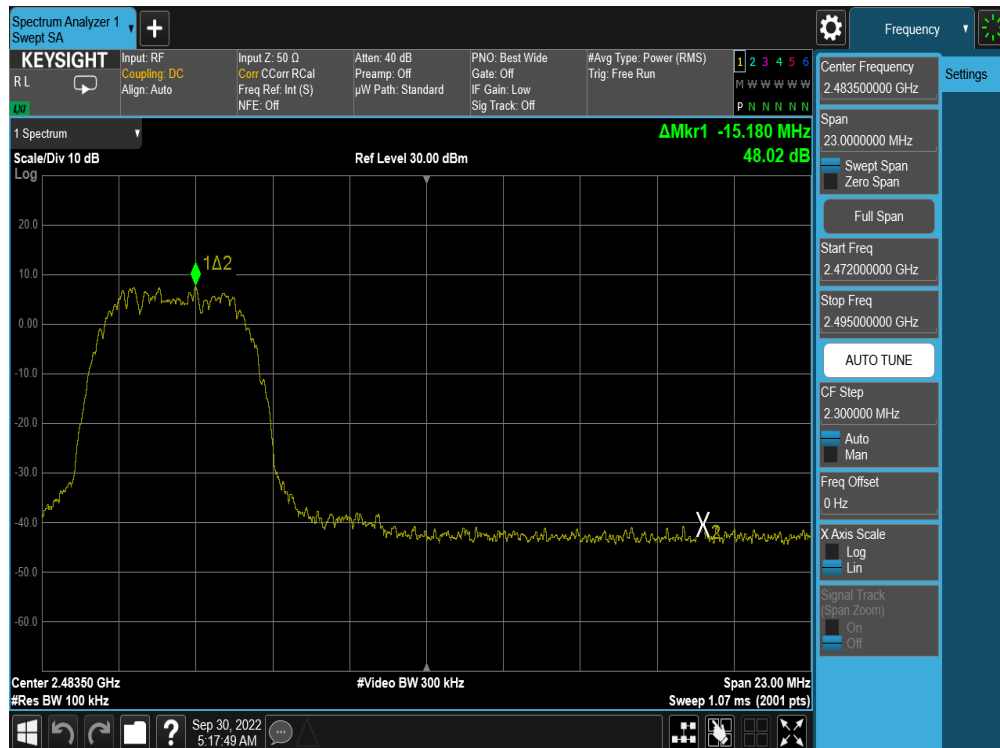 Spectrum Analyzer 1
Swept SA
+
Frequency
KEYSIGHT
R L
LXI
Input: RF
Coupling: DC
Align: Auto
Input Z: 50 Ω
Corr CCorr RCal
Freq Ref: Int (S)
NFE: Off
Atten: 40 dB
Preamp: Off
µW Path: Standard
PNO: Best Wide
Gate: Off
IF Gain: Low
Sig Track: Off
#Avg Type: Power (RMS)
Trig: Free Run
1 2 3 4 5 6
M W W W W W
P N N N N N
1 Spectrum
Scale/Div 10 dB
Log
Ref Level 30.00 dBm
ΔMkr1 -15.180 MHz
48.02 dB
20.0
10.0
0.00
-10.0
-20.0
-30.0
-40.0
-50.0
-60.0
1Δ2
X2
Center 2.48350 GHz
#Res BW 100 kHz
#Video BW 300 kHz
Span 23.00 MHz
Sweep 1.07 ms (2001 pts)
Sep 30, 2022
5:17:49 AM
?
Center Frequency
2.483500000 GHz
Span
23.0000000 MHz
Swept Span
Zero Span
Full Span
Start Freq
2.472000000 GHz
Stop Freq
2.495000000 GHz
AUTO TUNE
CF Step
2.300000 MHz
Auto
Man
Freq Offset
0 Hz
X Axis Scale
Log
Lin
Signal Track
(Span Zoom)
On
Off
Settings